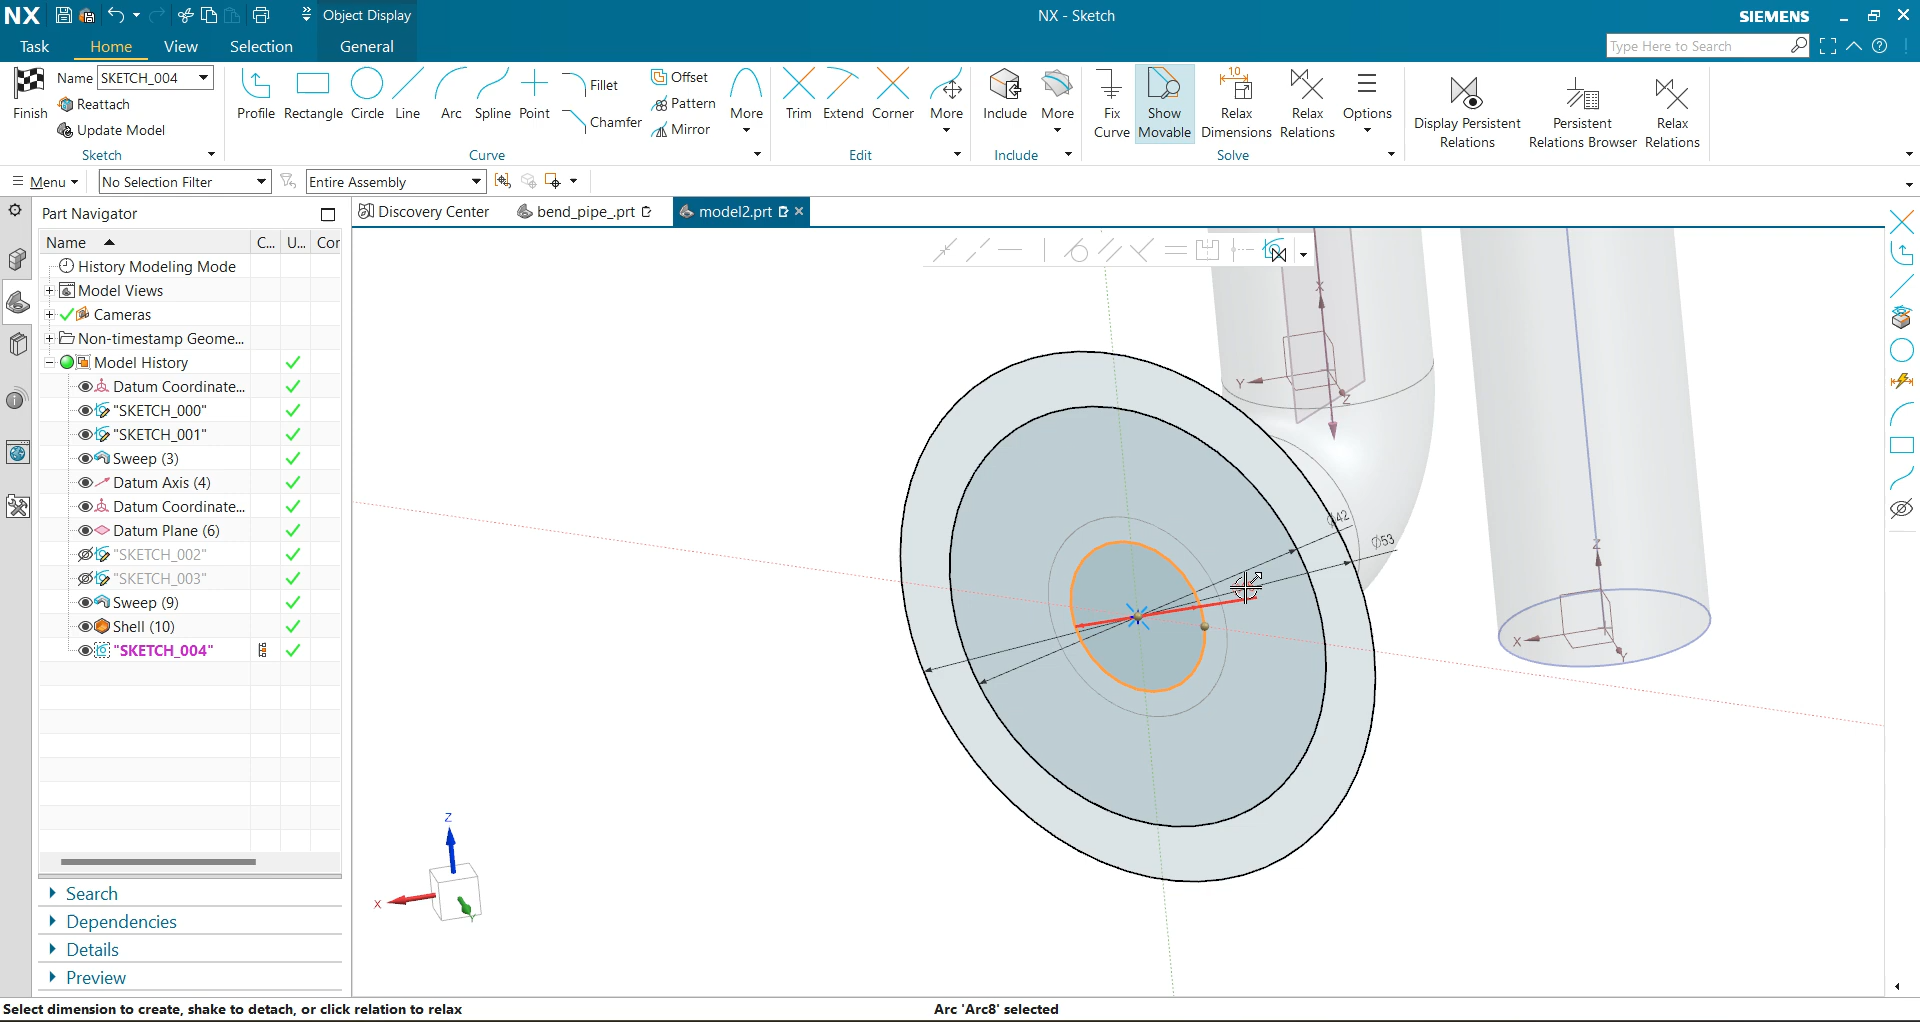 NX
Object Display
NX - Sketch
SIEMENS
Task
Home
View
Selection
General
Type Here to Search
Finish
Name SKETCH_004
Reattach
Update Model
Sketch
Profile
Rectangle
Circle
Line
Arc
Spline
Point
Fillet
Chamfer
Offset
Pattern
Mirror
More
Curve
Trim
Extend
Corner
More
Edit
Include
More
Include
Fix Curve
Show Movable
Relax Dimensions
Relax Relations
Options
Solve
Display Persistent Relations
Persistent Relations Browser
Relax Relations
Menu
No Selection Filter
Entire Assembly
Part Navigator
Discovery Center
bend_pipe_.prt
model2.prt
Name C... U... Cor
History Modeling Mode
Model Views
Cameras
Non-timestamp Geome...
Model History
Datum Coordinate...
"SKETCH_000"
"SKETCH_001"
Sweep (3)
Datum Axis (4)
Datum Coordinate...
Datum Plane (6)
"SKETCH_002"
"SKETCH_003"
Sweep (9)
Shell (10)
"SKETCH_004"
Search
Dependencies
Details
Preview
X
Y
Z
Ø42
Ø53
Z
X
Y
Z
X
Y
Select dimension to create, shake to detach, or click relation to relax
Arc 'Arc8' selected